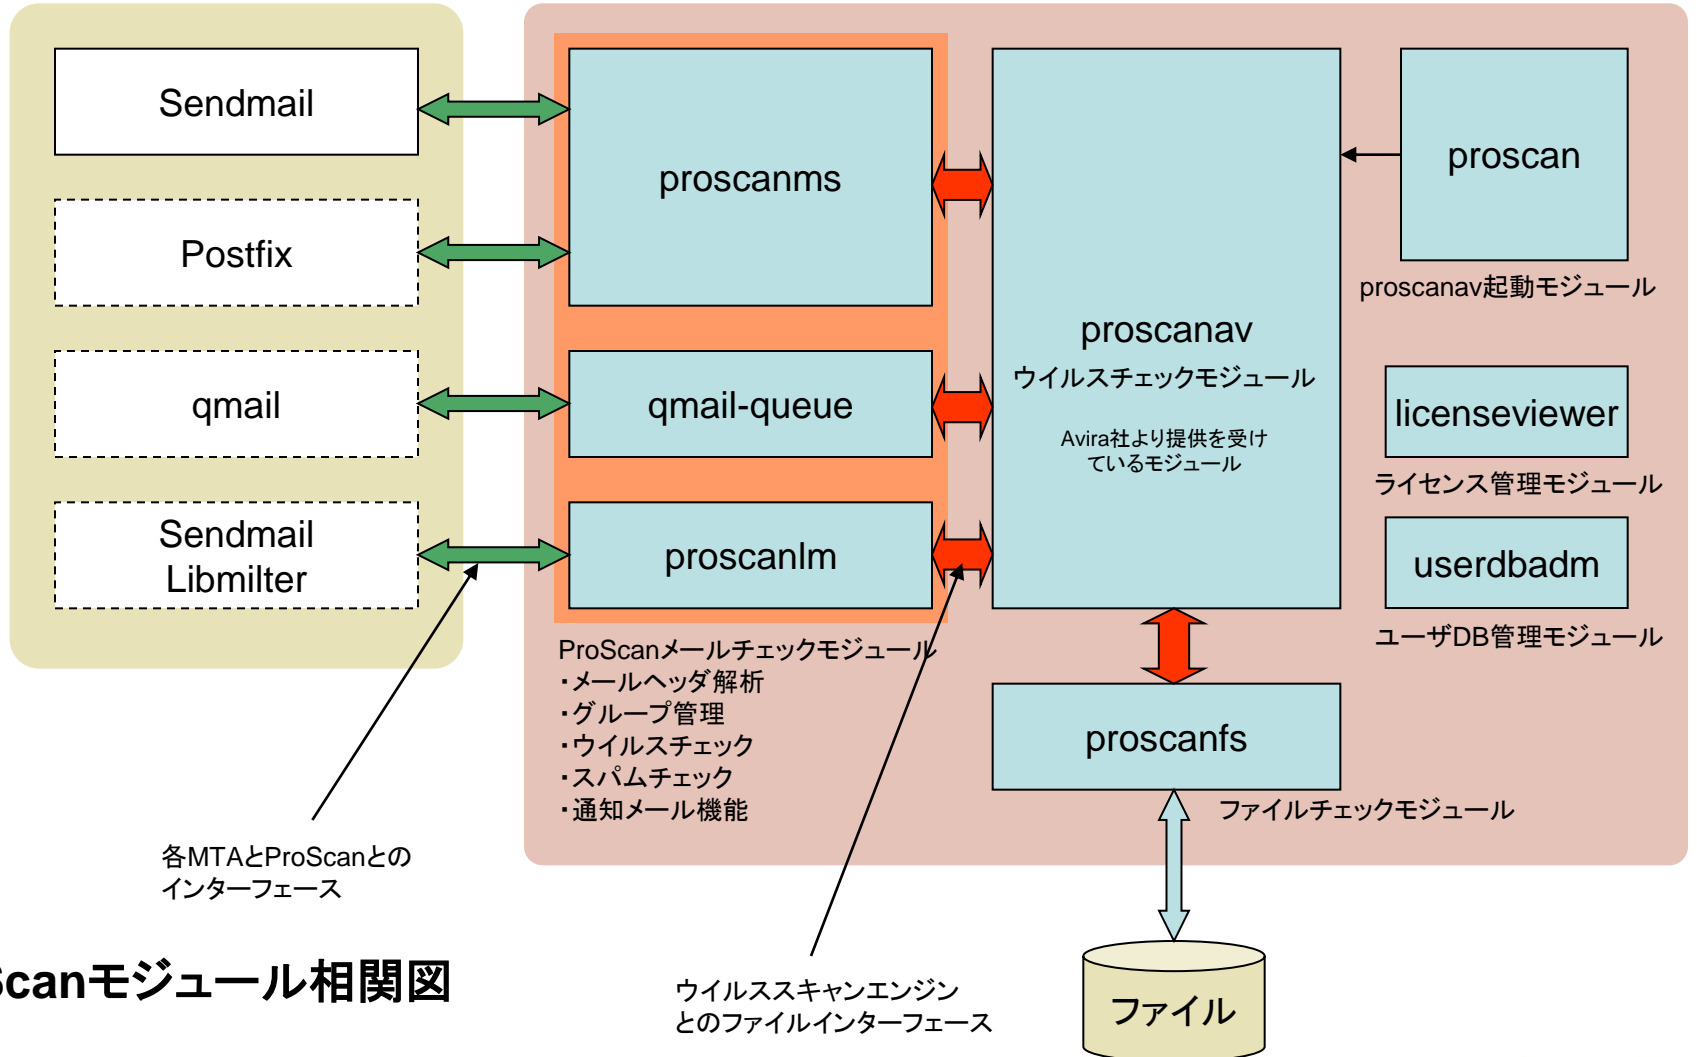 Sendmail
Postfix
qmail
Sendmail
Libmilter
proscanms
qmail-queue
proscanlm
ProScanメールチェックモジュール
・メールヘッダ解析
・グループ管理
・ウイルスチェック
・スパムチェック
・通知メール機能
proscanav
ウイルスチェックモジュール
Avira社より提供を受け
ているモジュール
proscan
proscanav起動モジュール
licenseviewer
ライセンス管理モジュール
userdbadm
ユーザDB管理モジュール
proscanfs
ファイルチェックモジュール
各MTAとProScanとの
インターフェース
Scanモジュール相関図
ウイルススキャンエンジン
とのファイルインターフェース
ファイル